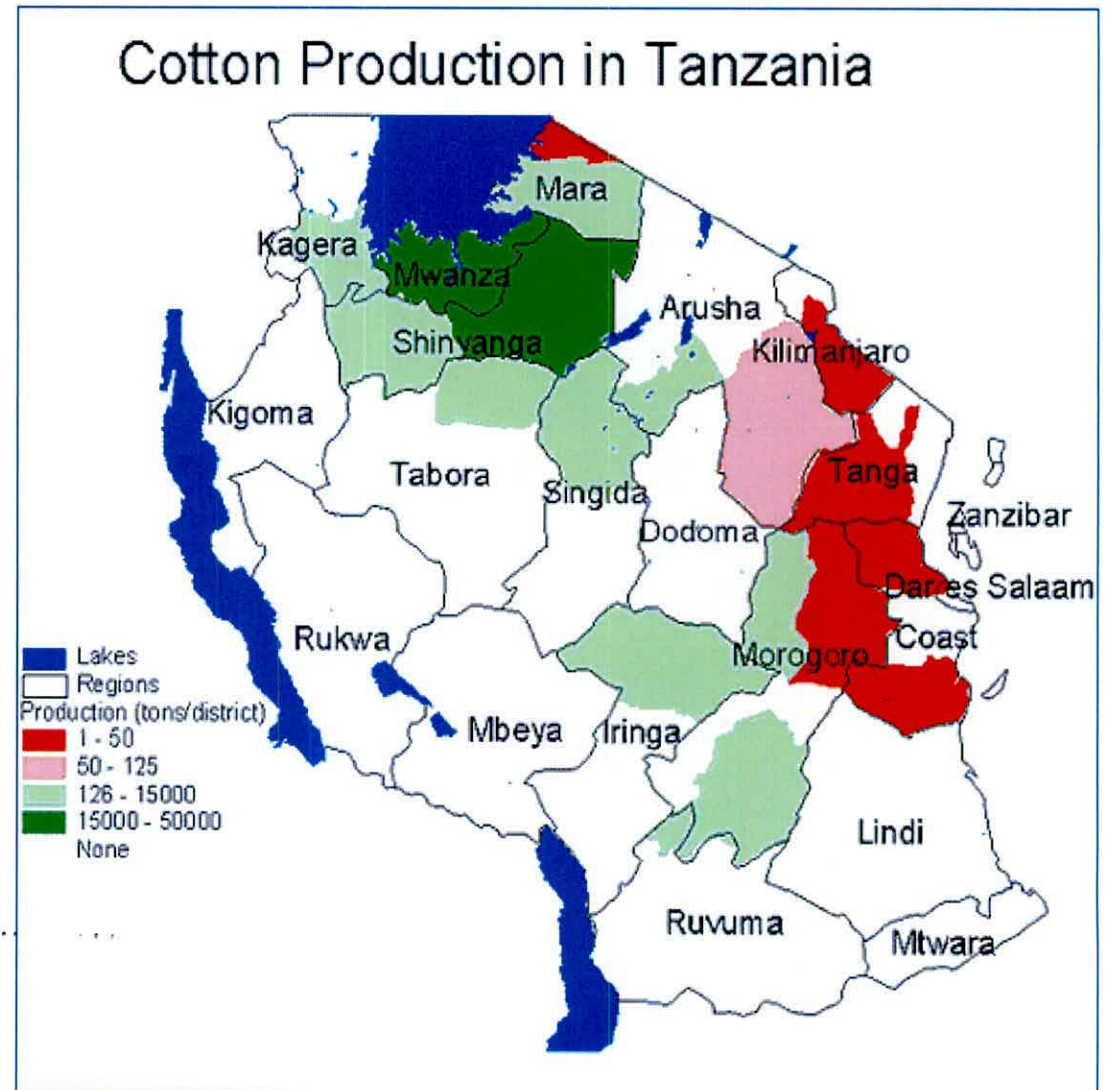 Cotton Production in Tanzania
Mara
Kagera
Mwanza
Arusha
Shinyanga
Kilimanjaro
Kigoma
Tabora
Singida
Tanga
Dodoma
Zanzibar
Dar es Salaam
Rukwa
Morogoro
Coast
Mbeya
Iringa
Lindi
Ruvuma
Mtwara
Lakes
Regions
Production (tons/district)
1 - 50
50 - 125
126 - 15000
15000 - 50000
None